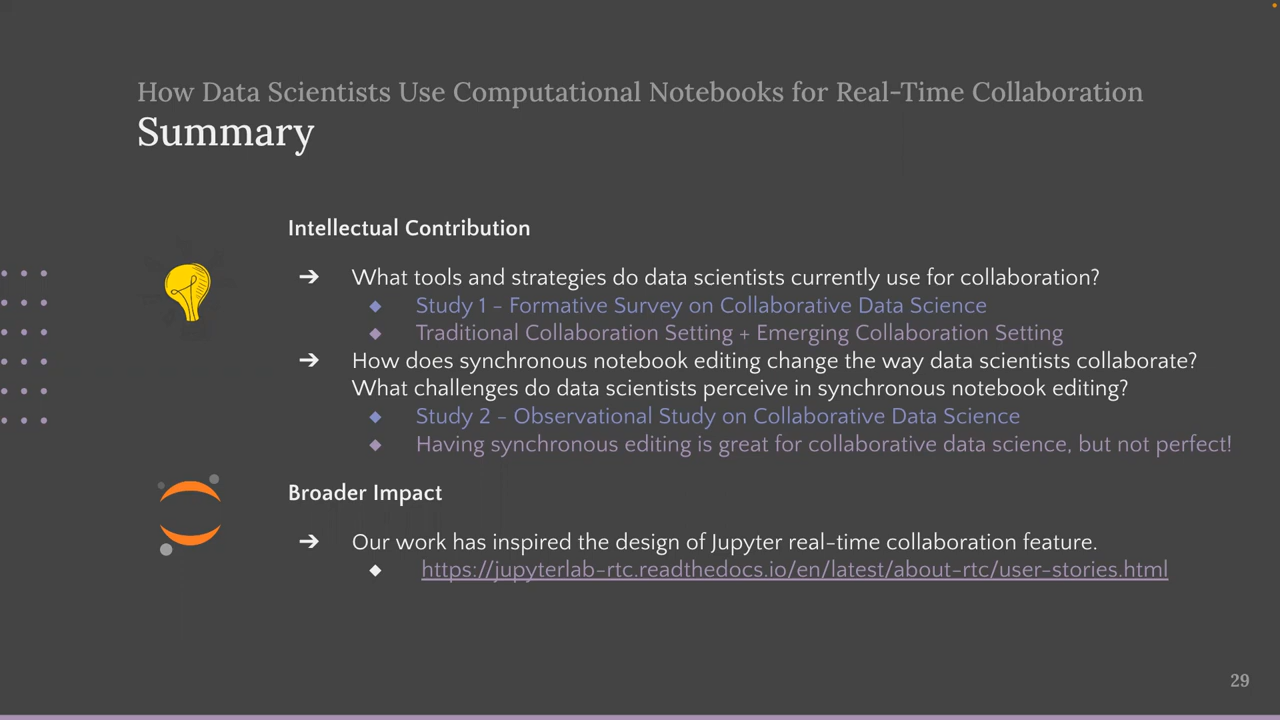 How Data Scientists Use Computational Notebooks for Real-Time Collaboration
Summary
Intellectual Contribution
➔ What tools and strategies do data scientists currently use for collaboration?
◆ Study 1 - Formative Survey on Collaborative Data Science
◆ Traditional Collaboration Setting + Emerging Collaboration Setting
➔ How does synchronous notebook editing change the way data scientists collaborate?
What challenges do data scientists perceive in synchronous notebook editing?
◆ Study 2 - Observational Study on Collaborative Data Science
◆ Having synchronous editing is great for collaborative data science, but not perfect!
Broader Impact
➔ Our work has inspired the design of Jupyter real-time collaboration feature.
◆ https://jupyterlab-rtc.readthedocs.io/en/latest/about-rtc/user-stories.html
29